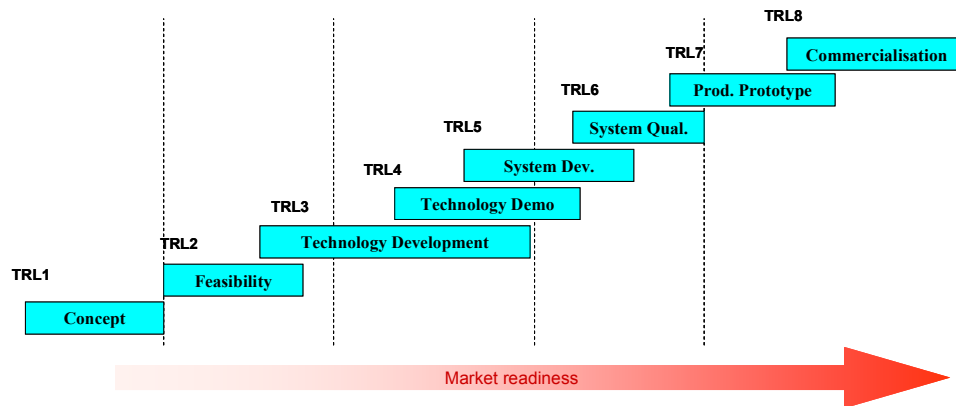 TRL8
Commercialisation
TRL7
Prod. Prototype
TRL6
System Qual.
TRL5
System Dev.
TRL4
Technology Demo
TRL3
Technology Development
TRL2
Feasibility
TRL1
Concept
Market readiness